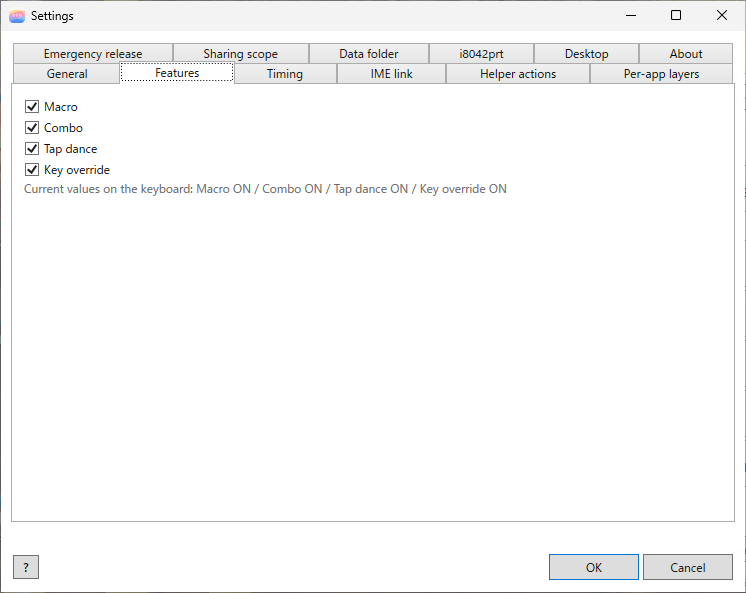 Settings
Emergency release Sharing scope Data folder i8042prt Desktop About
General Features Timing IME link Helper actions Per-app layers
Macro
Combo
Tap dance
Key override
Current values on the keyboard: Macro ON / Combo ON / Tap dance ON / Key override ON
? OK Cancel